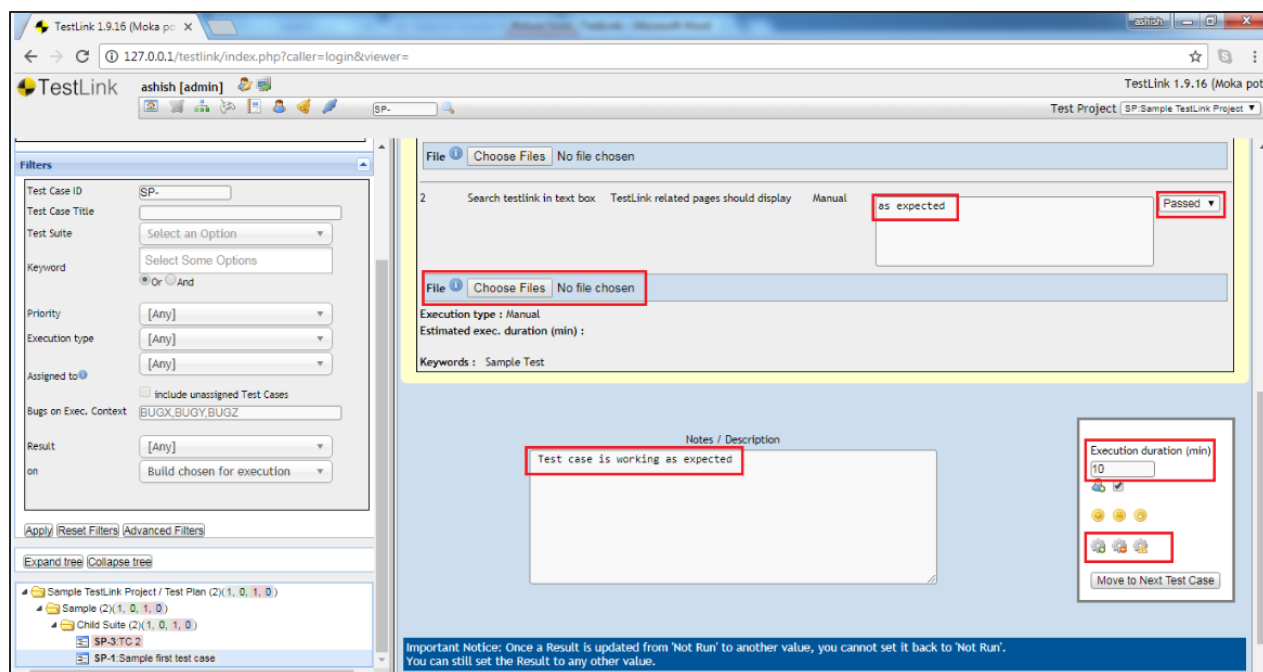 TestLink 1.9.16 (Moka po
ashish
127.0.0.1/testlink/index.php?caller=login&viewer=
TestLink ashish [admin]
TestLink 1.9.16 (Moka pot
SP-
Test Project SP:Sample TestLink Project
Filters
Test Case ID SP-
Test Case Title
Test Suite Select an Option
Keyword Select Some Options
Or And
Priority [Any]
Execution type [Any]
Assigned to [Any]
include unassigned Test Cases
Bugs on Exec. Context BUGX,BUGY,BUGZ
Result [Any]
on Build chosen for execution
Apply Reset Filters Advanced Filters
Expand tree Collapse tree
Sample TestLink Project / Test Plan (2)(1, 0, 1, 0)
Sample (2)(1, 0, 1, 0)
Child Suite (2)(1, 0, 1, 0)
SP-3:TC 2
SP-1:Sample first test case
File Choose Files No file chosen
2 Search testlink in text box TestLink related pages should display Manual as expected Passed
File Choose Files No file chosen
Execution type : Manual
Estimated exec. duration (min) :
Keywords : Sample Test
Notes / Description
Test case is working as expected
Execution duration (min)
10
Move to Next Test Case
Important Notice: Once a Result is updated from 'Not Run' to another value, you cannot set it back to 'Not Run'.
You can still set the Result to any other value.